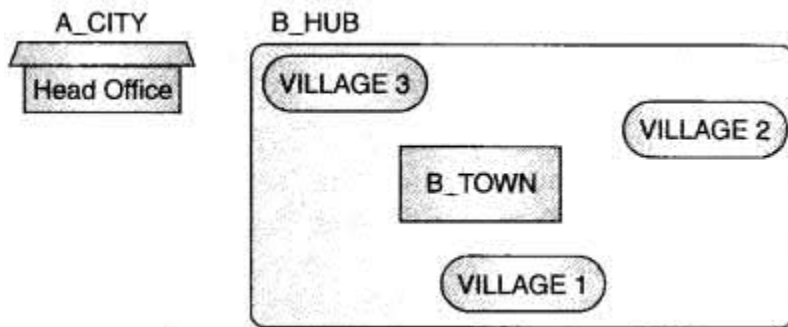 A_CITY
B_HUB
Head Office
VILLAGE 3
VILLAGE 2
B_TOWN
VILLAGE 1